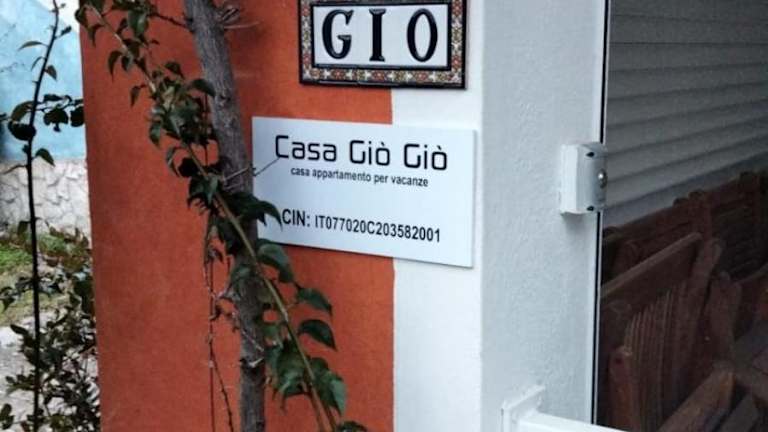 GIO
Casa Giò Giò
casa appartamento per vacanze
CIN: IT077020C203582001